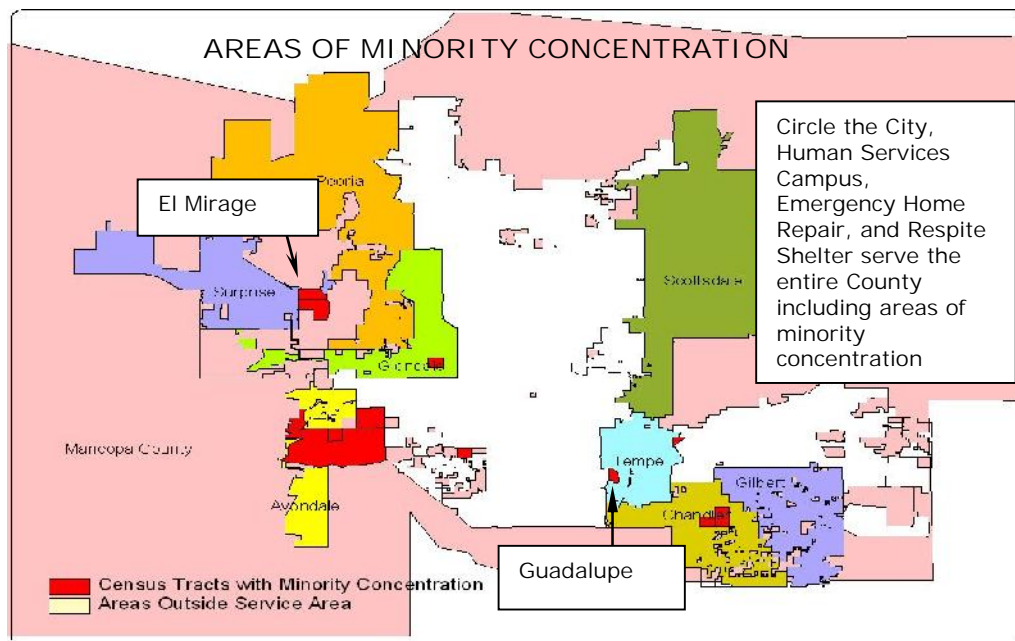 AREAS OF MINORITY CONCENTRATION
Circle the City,
Human Services
Campus,
Emergency Home
Repair, and Respite
Shelter serve the
entire County
including areas of
minority
concentration
Peoria
El Mirage
Surprise
Scottsdale
Glendale
Maricopa County
Tempe
Gilbert
Avondale
Chandler
Guadalupe
Census Tracts with Minority Concentration
Areas Outside Service Area